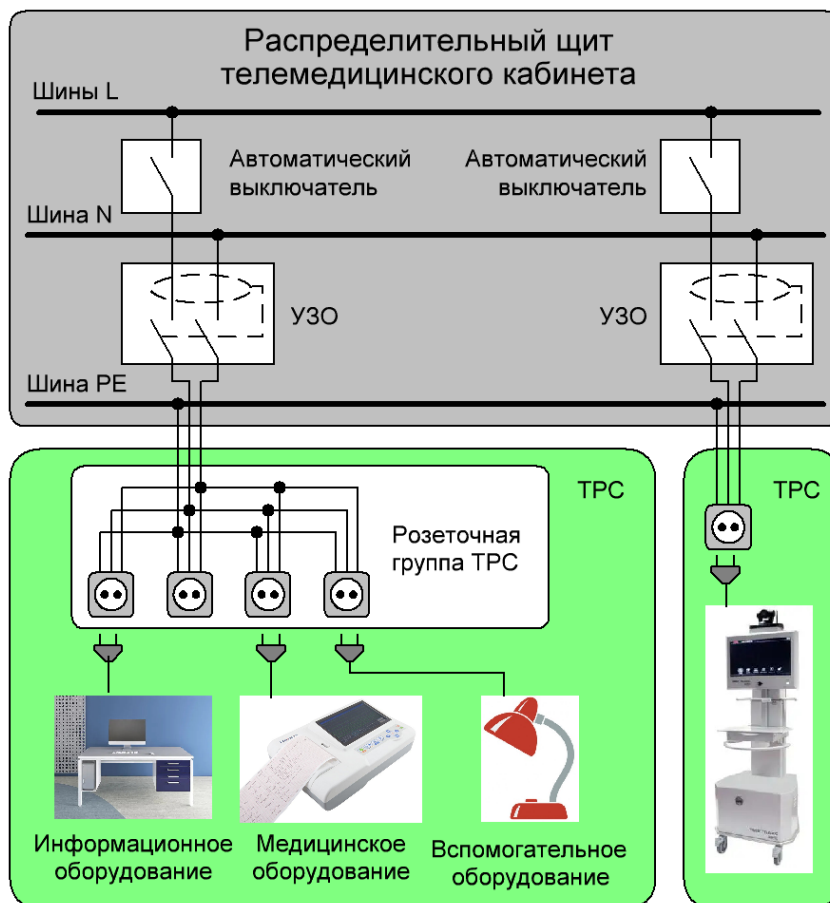 Распределительный щит
телемедицинского кабинета
Шины L
Автоматический
выключатель
Автоматический
выключатель
Шина N
УЗО
УЗО
Шина PE
ТРС
ТРС
Розеточная
группа ТРС
Информационное
оборудование
Медицинское
оборудование
Вспомогательное
оборудование